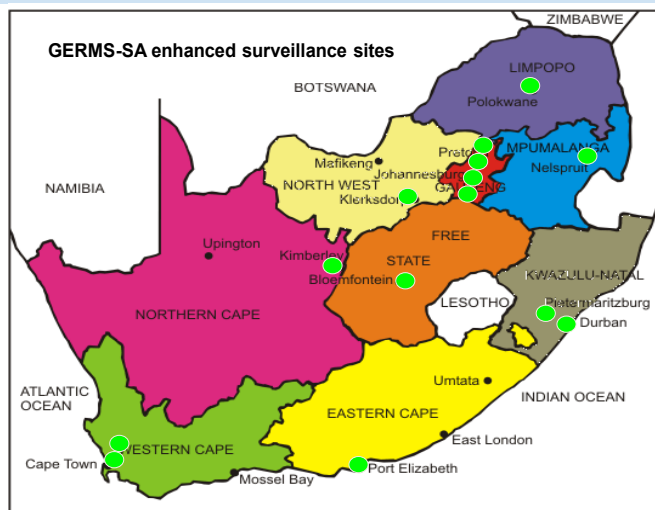 GERMS-SA enhanced surveillance sites
ZIMBABWE
LIMPOPO
BOTSWANA
Polokwane
MPUMALANGA
Mafikeng
Nelspruit
Johannesburg
NAMIBIA
NORTH WEST
Klerksdorp
Upington
FREE
STATE
Kimberley
Bloemfontein
KWAZULU-NATAL
LESOTHO
NORTHERN CAPE
Pietermaritzburg
Durban
Umtata
ATLANTIC
OCEAN
INDIAN OCEAN
EASTERN CAPE
East London
WESTERN CAPE
Cape Town
Port Elizabeth
Mossel Bay